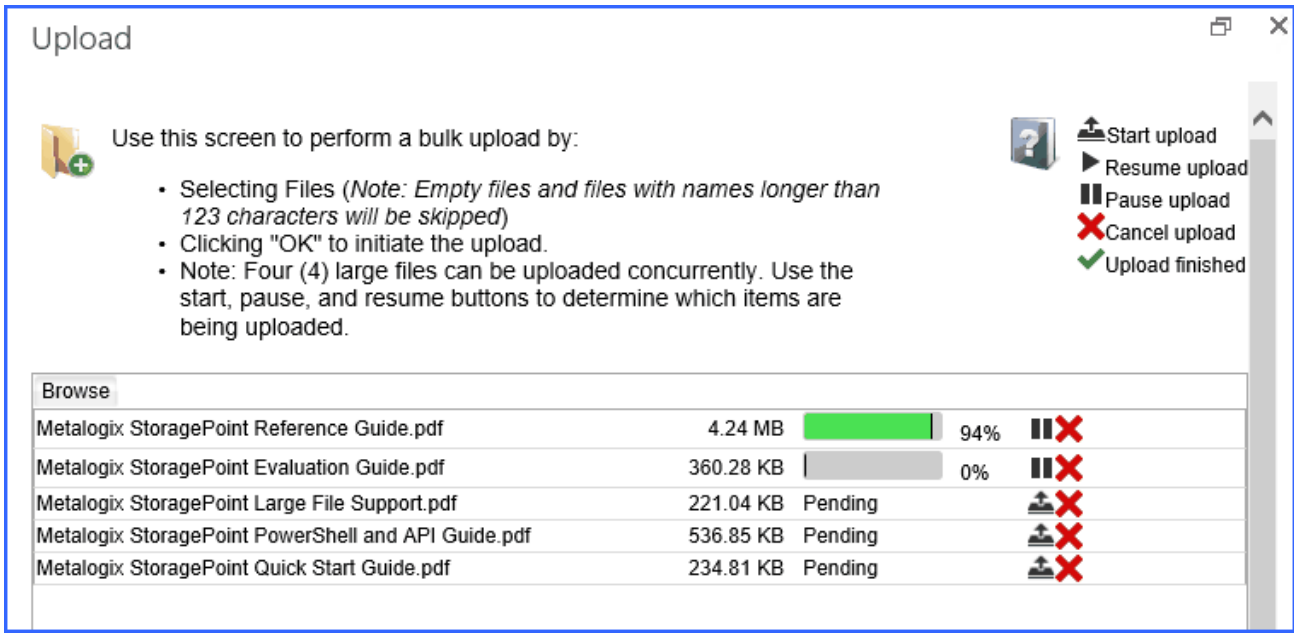 Upload
Use this screen to perform a bulk upload by:
• Selecting Files (Note: Empty files and files with names longer than
123 characters will be skipped)
• Clicking "OK" to initiate the upload.
• Note: Four (4) large files can be uploaded concurrently. Use the
start, pause, and resume buttons to determine which items are
being uploaded.
Start upload
Resume upload
Pause upload
Cancel upload
Upload finished
Browse
Metalogix StoragePoint Reference Guide.pdf 4.24 MB 94%
Metalogix StoragePoint Evaluation Guide.pdf 360.28 KB 0%
Metalogix StoragePoint Large File Support.pdf 221.04 KB Pending
Metalogix StoragePoint PowerShell and API Guide.pdf 536.85 KB Pending
Metalogix StoragePoint Quick Start Guide.pdf 234.81 KB Pending